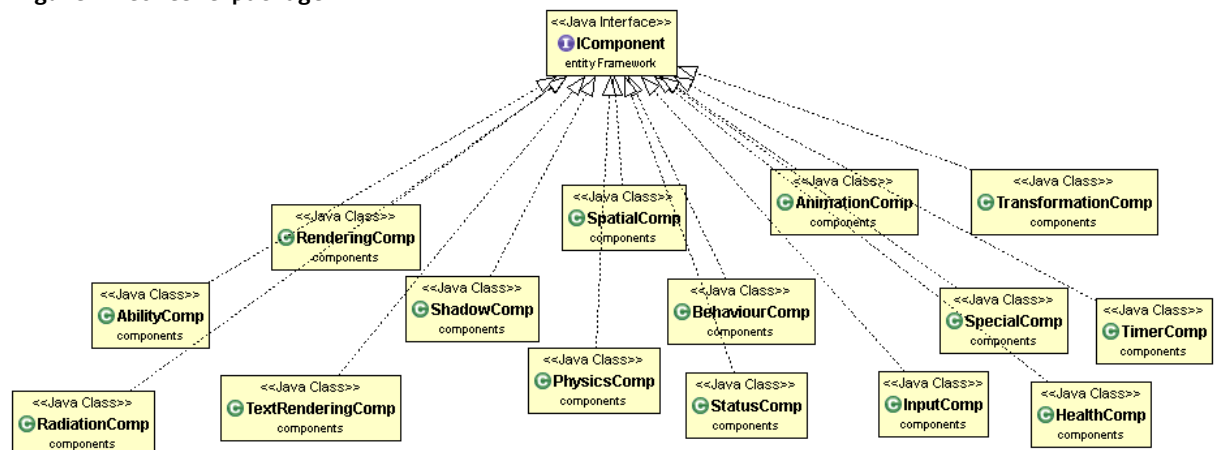 <<Java Interface>>
IComponent
entity Framework
<<Java Class>>
AnimationComp
components
<<Java Class>>
TransformationComp
components
<<Java Class>>
SpatialComp
components
<<Java Class>>
RenderingComp
components
<<Java Class>>
ShadowComp
components
<<Java Class>>
BehaviourComp
components
<<Java Class>>
AbilityComp
components
<<Java Class>>
SpecialComp
components
<<Java Class>>
TimerComp
components
<<Java Class>>
PhysicsComp
components
<<Java Class>>
TextRenderingComp
components
<<Java Class>>
StatusComp
components
<<Java Class>>
InputComp
components
<<Java Class>>
HealthComp
components
<<Java Class>>
RadiationComp
components